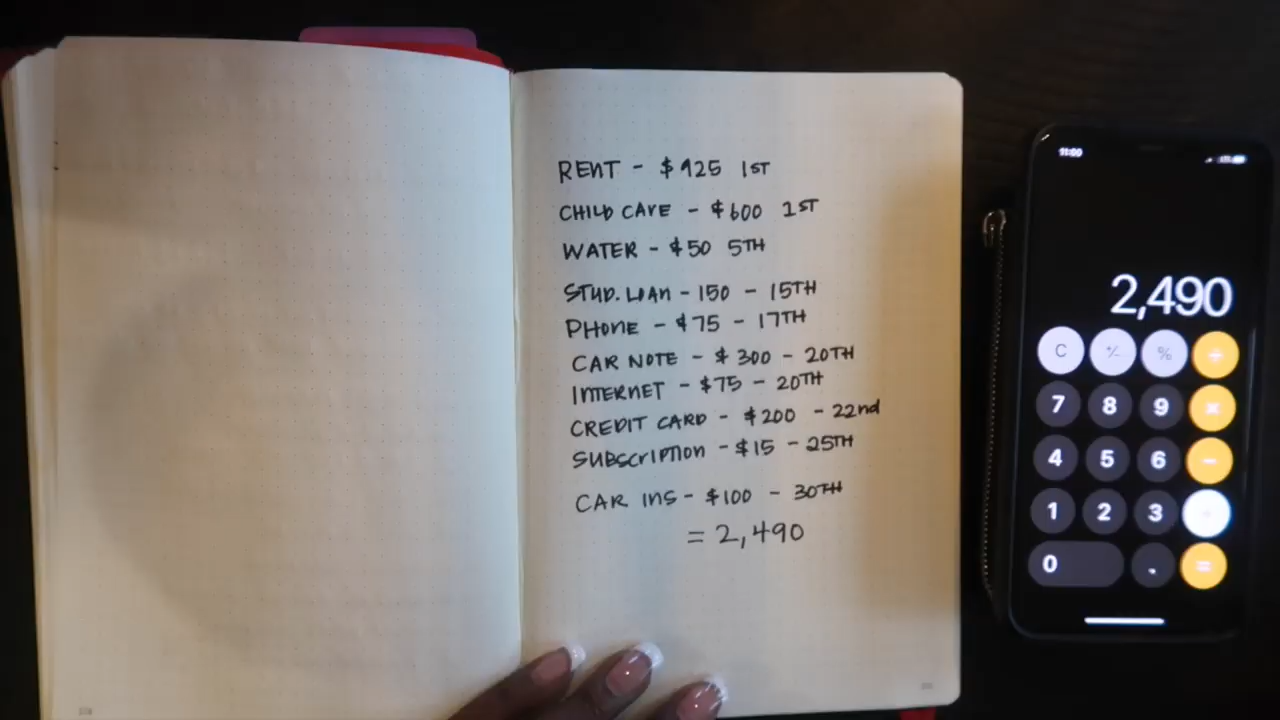 RENT - $925 1ST
CHILD CARE - $600 1ST
WATER - $50 5TH
STUD. LOAN - 150 - 15TH
PHONE - $75 - 17TH
CAR NOTE - $300 - 20TH
INTERNET - $75 - 20TH
CREDIT CARD - $200 - 22nd
SUBSCRIPTION - $15 - 25TH
CAR INS - $100 - 30TH
= 2,490
11:00
2,490
C +/- % ÷
7 8 9 ×
4 5 6 −
1 2 3 +
0 . =